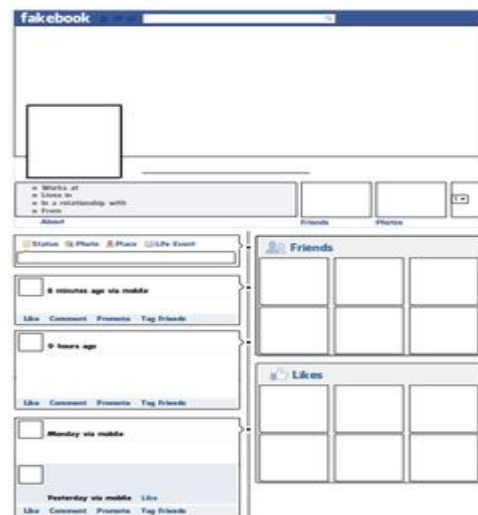 fakebook
Works at
Lives in
In a relationship with
From
About
Friends Photos
Status Photo Place Life Event
Friends
8 minutes ago via mobile
Like Comment Promote Tag Friends
9 hours ago
Like Comment Promote Tag Friends
Likes
Monday via mobile
Yesterday via mobile Like
Like Comment Promote Tag Friends